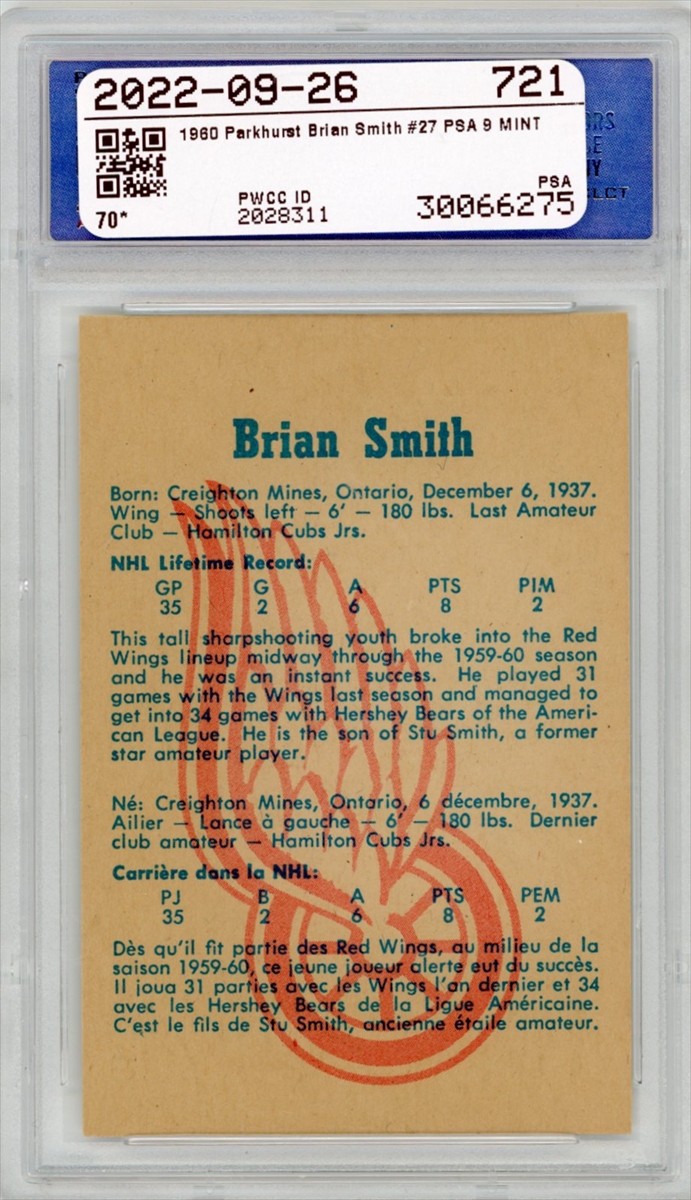 2022-09-26 721
1960 Parkhurst Brian Smith #27 PSA 9 MINT
PWCC ID PSA
70* 2028311 30066275
Brian Smith
Born: Creighton Mines, Ontario, December 6, 1937.
Wing — Shoots left — 6' — 180 lbs. Last Amateur
Club — Hamilton Cubs Jrs.
NHL Lifetime Record:
GP G A PTS PIM
35 2 6 8 2
This tall sharpshooting youth broke into the Red
Wings lineup midway through the 1959-60 season
and he was an instant success. He played 31
games with the Wings last season and managed to
get into 34 games with Hershey Bears of the Ameri-
can League. He is the son of Stu Smith, a former
star amateur player.
Né: Creighton Mines, Ontario, 6 décembre, 1937.
Ailier — Lance à gauche — 6' — 180 lbs. Dernier
club amateur — Hamilton Cubs Jrs.
Carrière dans la NHL:
PJ B A PTS PEM
35 2 6 8 2
Dès qu'il fit partie des Red Wings, au milieu de la
saison 1959-60, ce jeune joueur alerte eut du succès.
Il joua 31 parties avec les Wings l'an dernier et 34
avec les Hershey Bears de la Ligue Américaine.
C'est le fils de Stu Smith, ancienne étaile amateur.